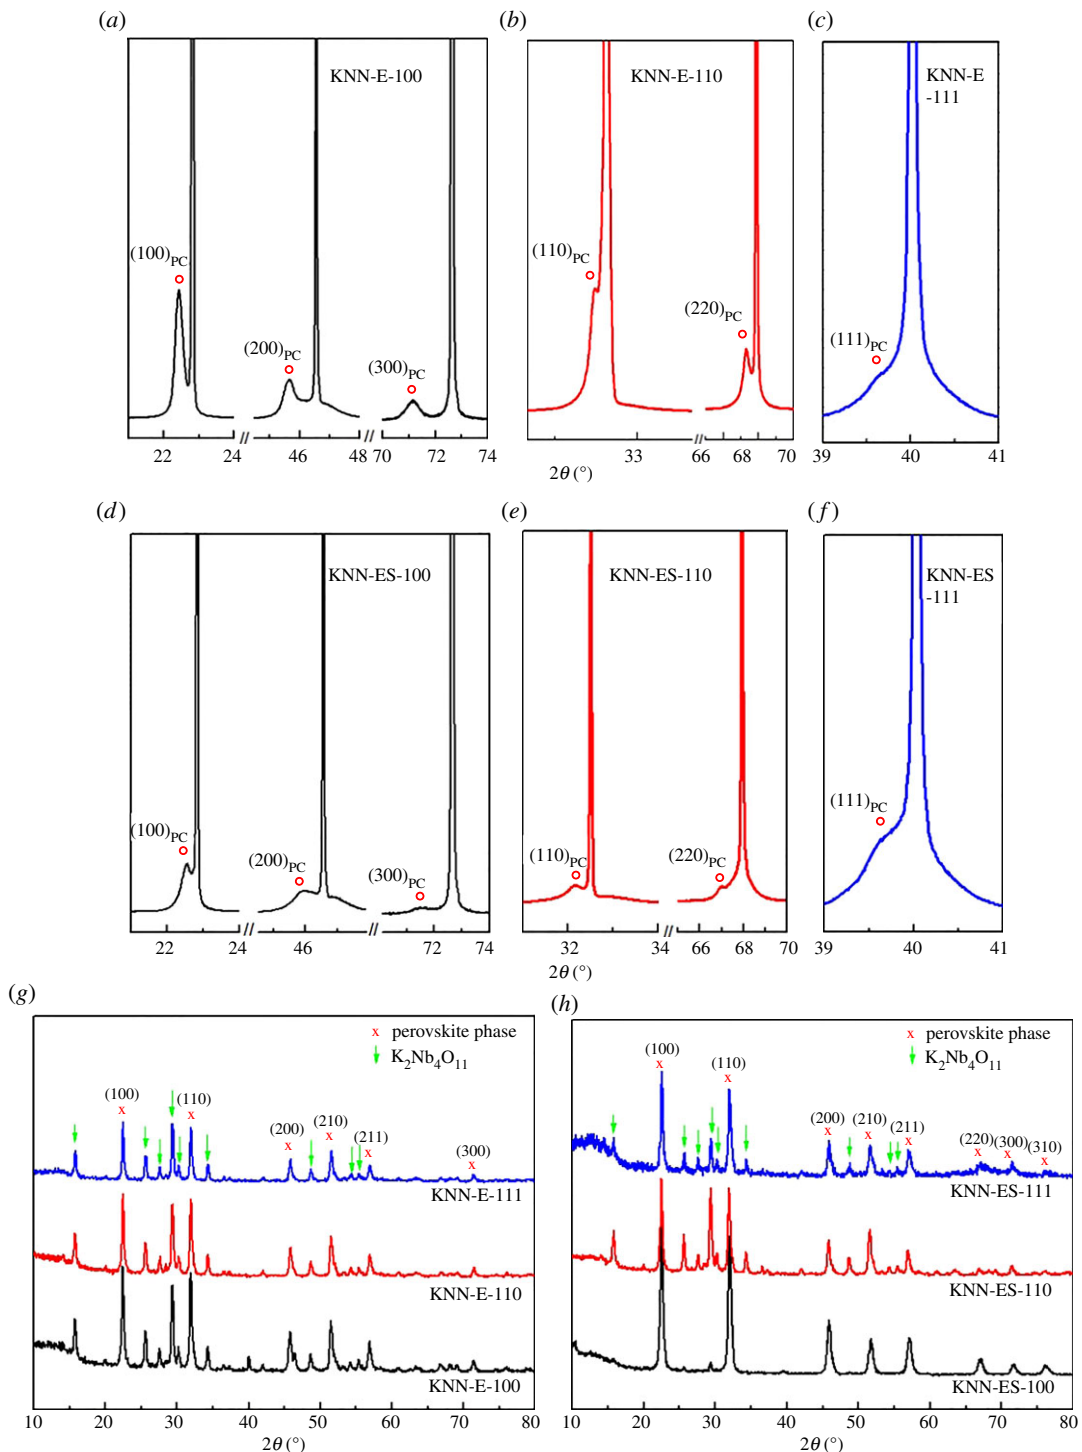 (a)
(b)
(c)
KNN-E-100
KNN-E-110
KNN-E
-111
(100)PC
(200)PC
(300)PC
(110)PC
(220)PC
(111)PC
22 24 // 46 48 // 70 72 74
33 // 66 68 70
39 40 41
2θ (°)
(d)
(e)
(f)
KNN-ES-100
KNN-ES-110
KNN-ES
-111
(100)PC
(200)PC
(300)PC
(110)PC
(220)PC
(111)PC
22 24 // 46 // 72 74
32 34 // 66 68 70
39 40 41
2θ (°)
(g)
x perovskite phase
K2Nb4O11
(100)
(110)
(200)
(210)
(211)
(300)
x x x x x x
KNN-E-111
KNN-E-110
KNN-E-100
10 20 30 40 50 60 70 80
2θ (°)
(h)
x perovskite phase
K2Nb4O11
(100)
(110)
(200)
(210)
(211)
(220)
(300)
(310)
x x x x x x x x
KNN-ES-111
KNN-ES-110
KNN-ES-100
10 20 30 40 50 60 70 80
2θ (°)